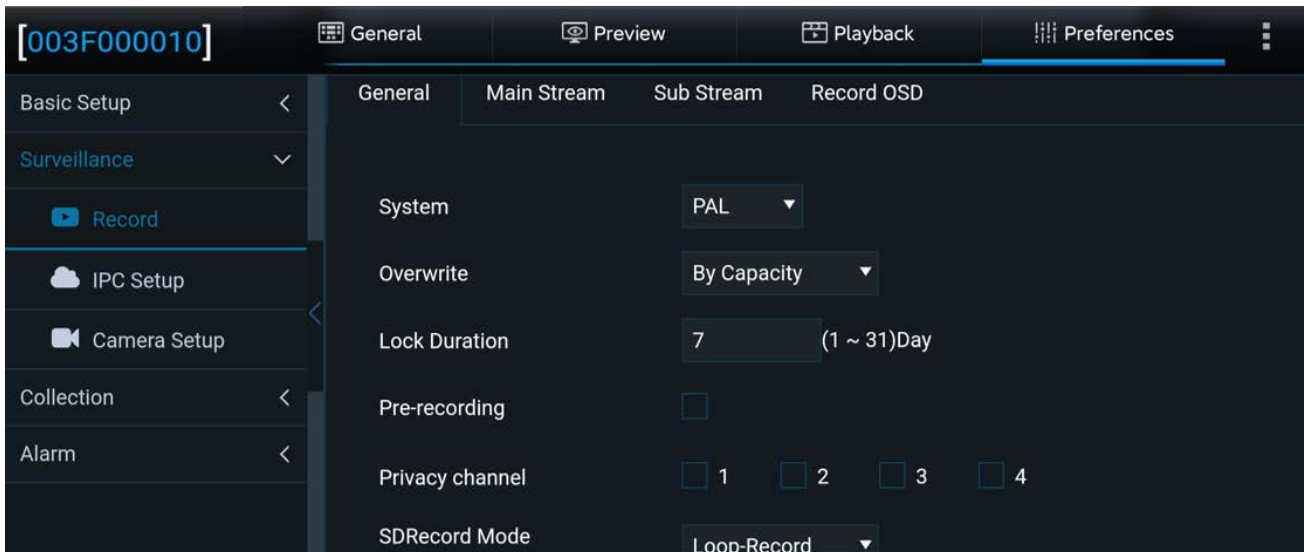 [003F000010]
General
Preview
Playback
Preferences
Basic Setup
Surveillance
Record
IPC Setup
Camera Setup
Collection
Alarm
General
Main Stream
Sub Stream
Record OSD
System
PAL
Overwrite
By Capacity
Lock Duration
7
(1 ~ 31)Day
Pre-recording
Privacy channel
1
2
3
4
SDRecord Mode
Loop-Record